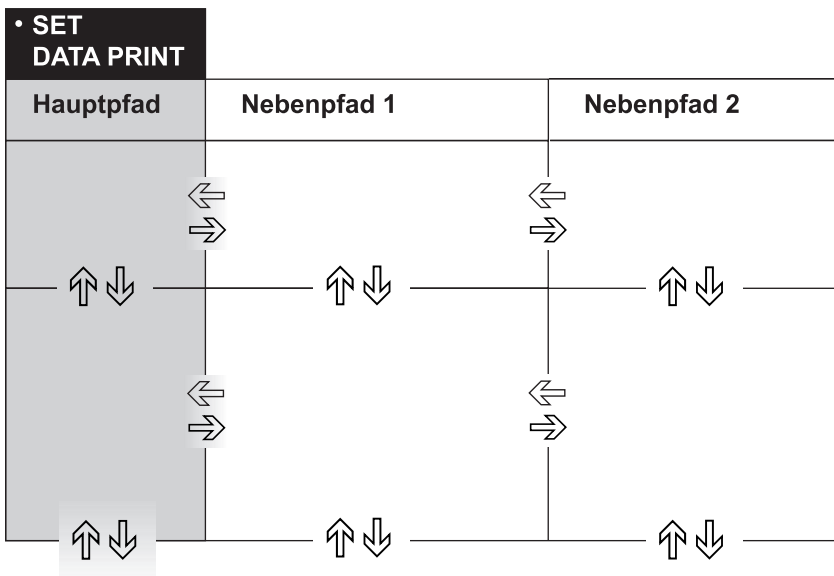 • SET
DATA PRINT
Hauptpfad
Nebenpfad 1
Nebenpfad 2